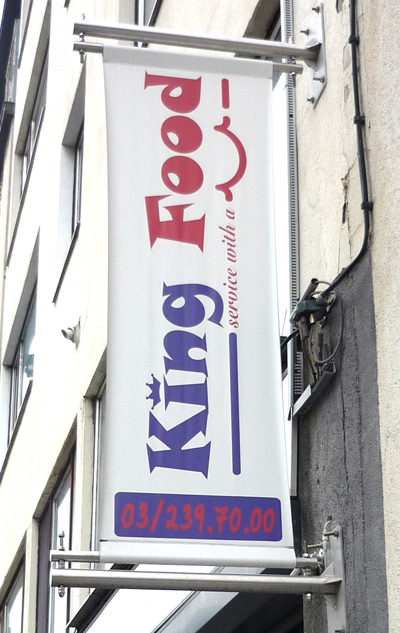 King Food
service with a
03/239.70.00